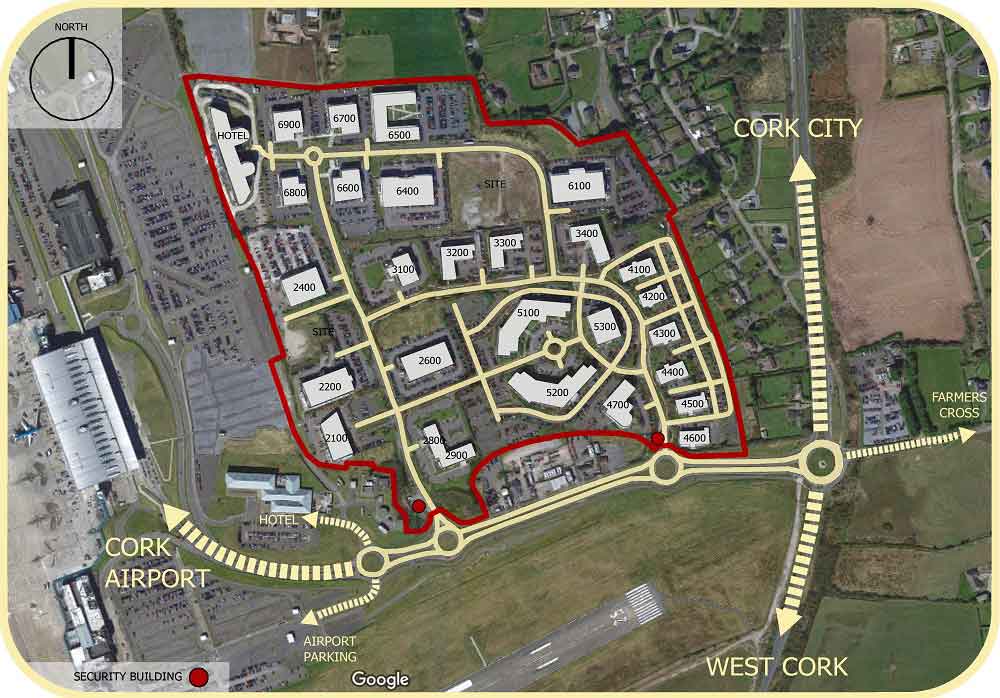 NORTH
CORK CITY
HOTEL
6900
6700
6500
6800
6600
6400
SITE
6100
3400
3300
3200
3100
4100
2400
4200
5100
5300
4300
SITE
2600
4400
2200
5200
4700
4500
FARMERS
CROSS
2100
2800
2900
4600
HOTEL
CORK
AIRPORT
25
AIRPORT
PARKING
WEST CORK
SECURITY BUILDING
Google